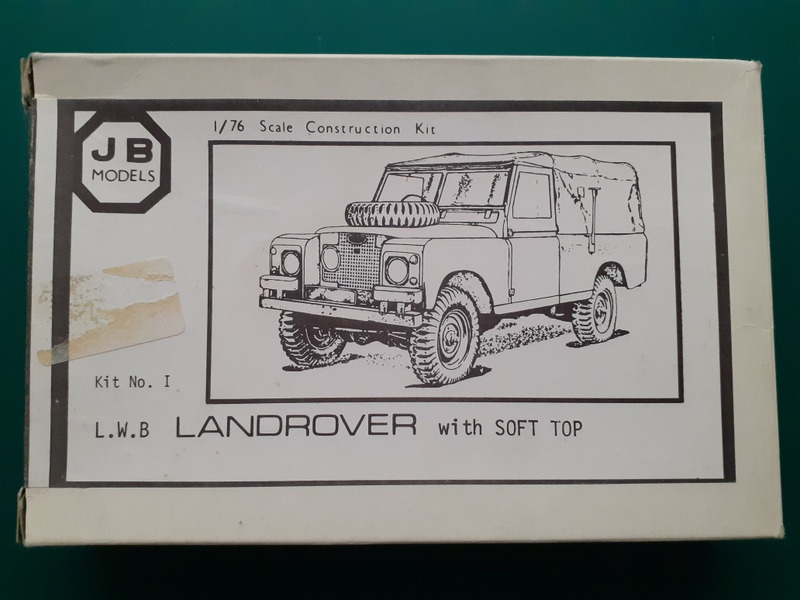 JB
MODELS
1/76 Scale Construction Kit
Kit No. I
L.W.B LANDROVER with SOFT TOP